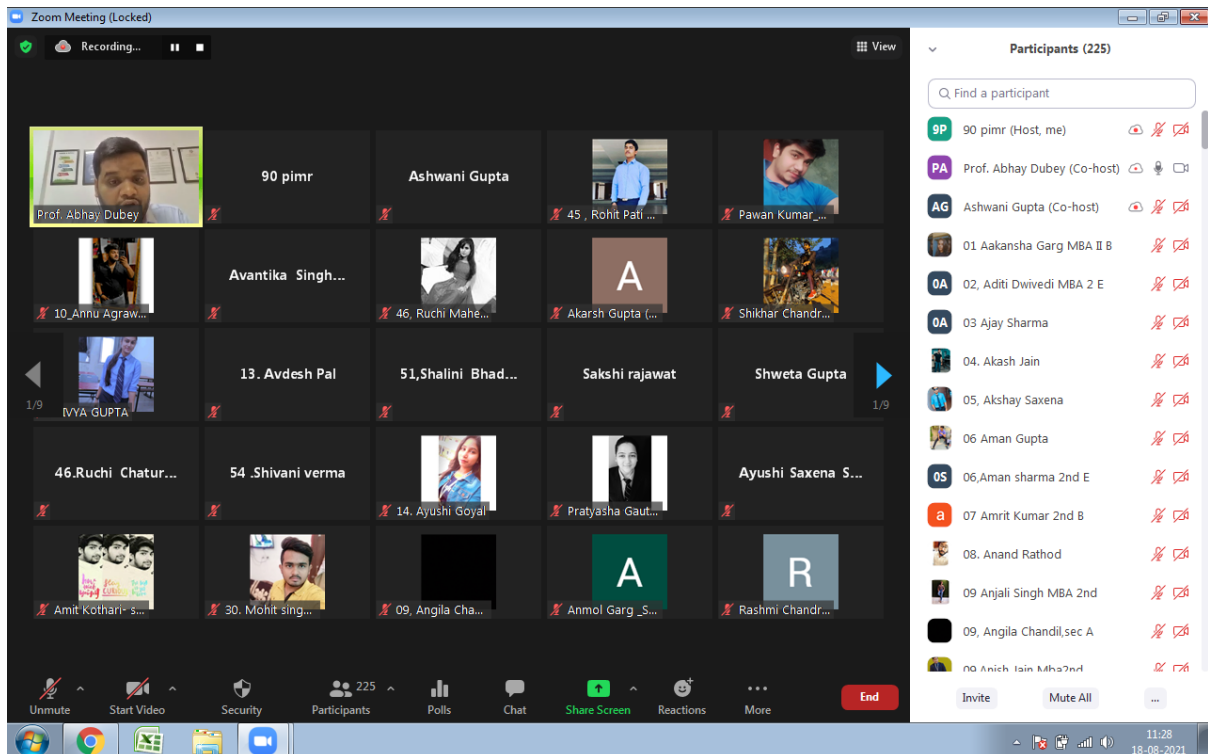 Zoom Meeting (Locked)
Recording...
View
Prof. Abhay Dubey
90 pimr
Ashwani Gupta
45 , Rohit Pati ...
Pawan Kumar_...
10_Annu Agraw...
Avantika Singh...
46, Ruchi Mahe...
Akarsh Gupta (...
A
Shikhar Chandr...
1/9
IVYA GUPTA
13. Avdesh Pal
51,Shalini Bhad...
Sakshi rajawat
Shweta Gupta
1/9
46.Ruchi Chatur...
54 .Shivani verma
14. Ayushi Goyal
Pratyasha Gaut...
Ayushi Saxena S...
Amit Kothari- s...
30. Mohit sing...
09, Angila Cha...
A
Anmol Garg _S...
R
Rashmi Chandr...
Unmute
Start Video
Security
225
Participants
Polls
Chat
Share Screen
Reactions
More
End
Participants (225)
Find a participant
9P 90 pimr (Host, me)
PA Prof. Abhay Dubey (Co-host)
AG Ashwani Gupta (Co-host)
01 Aakansha Garg MBA II B
0A 02, Aditi Dwivedi MBA 2 E
0A 03 Ajay Sharma
04. Akash Jain
05, Akshay Saxena
06 Aman Gupta
0S 06,Aman sharma 2nd E
a 07 Amrit Kumar 2nd B
08. Anand Rathod
09 Anjali Singh MBA 2nd
09, Angila Chandil,sec A
09 Anish Jain Mba2nd
Invite
Mute All
...
11:28
18-08-2021